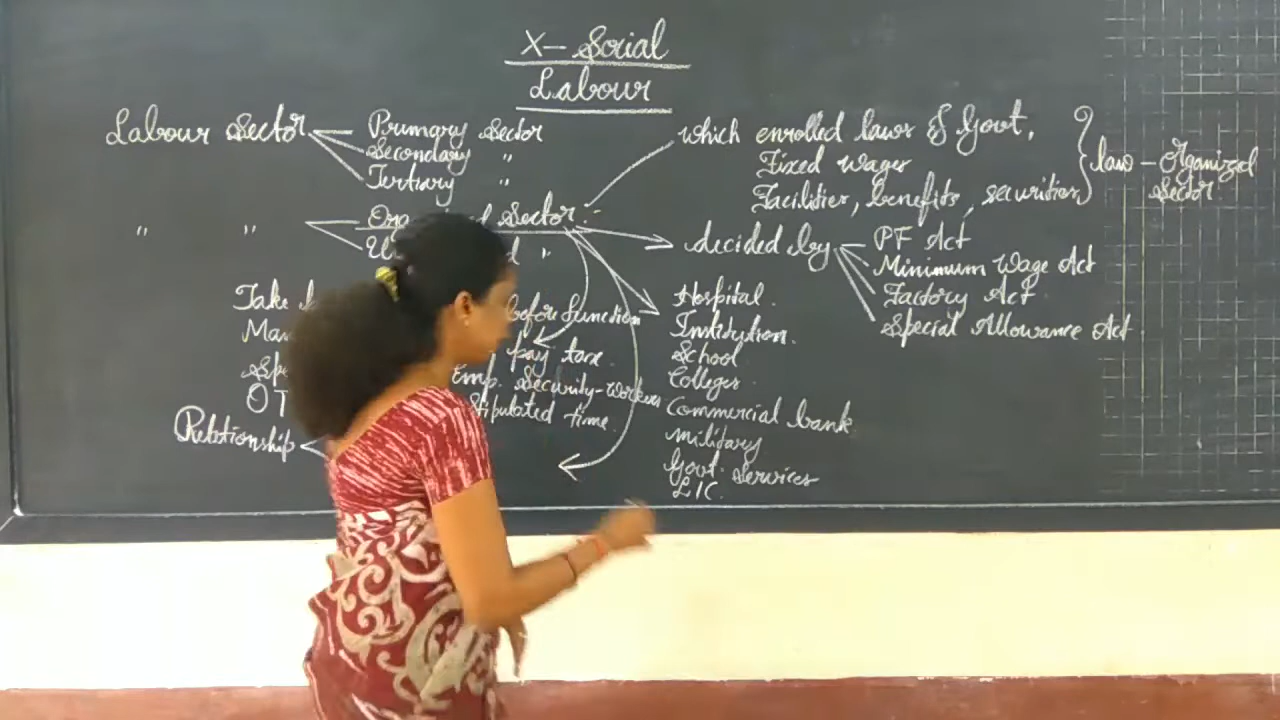 X- Social
Labour
Labour Sector
Primary Sector
Secondary "
Tertiary "
" "
Sector :-
"
which enrolled laws of Govt.
Fixed wages
Facilities, benefits, securities
law - Organized
Sector.
decided by
PF Act
Minimum Wage Act
Factory Act
Special Allowance Act
Hospital.
Institution.
School
Colleges.
Commercial bank
military
Govt. Services
LIC.
Take
before function
pay tax.
Emp. Security-Workers
OT
Stipulated time.
Relationship